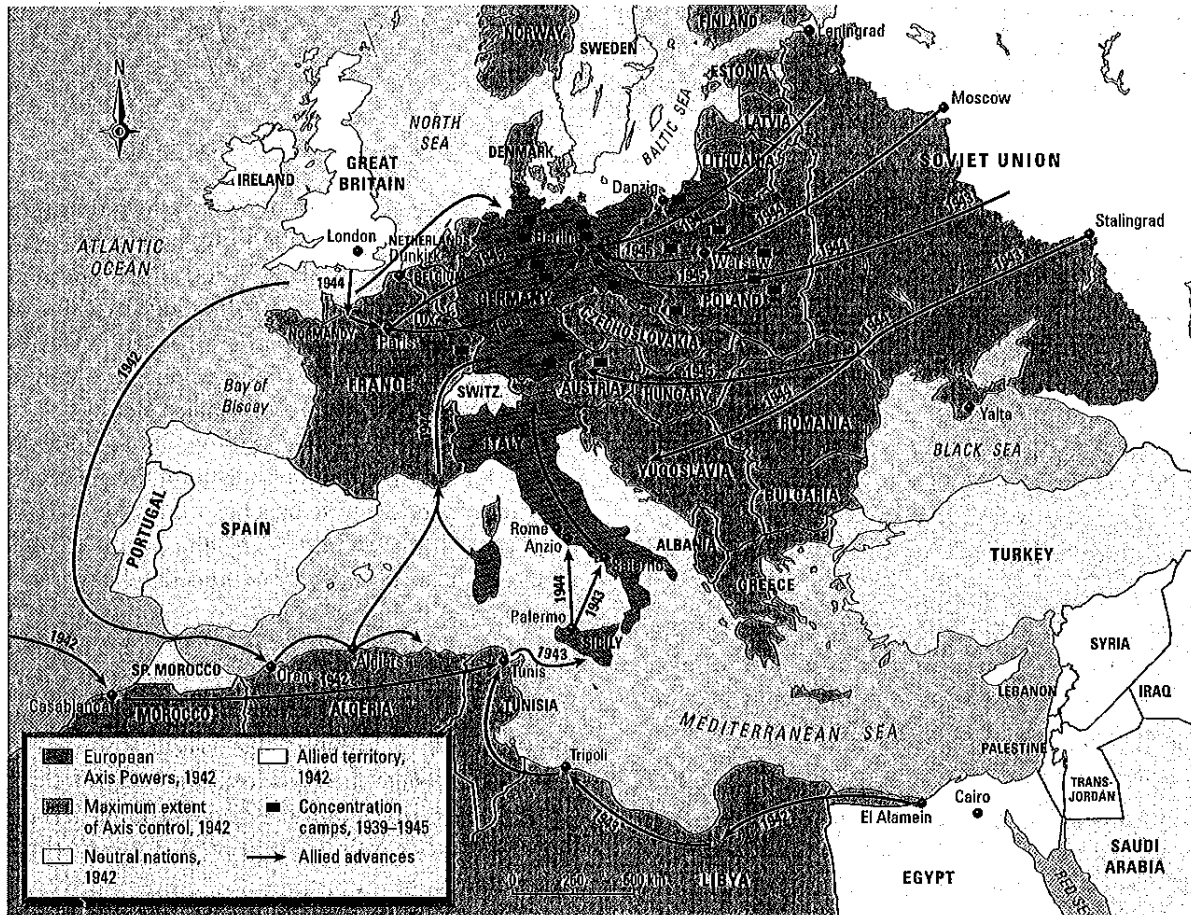 NORWAY
FINLAND
Leningrad
SWEDEN
ESTONIA
N
NORTH
SEA
BALTIC SEA
Moscow
LATVIA
DENMARK
LITHUANIA
SOVIET UNION
IRELAND
GREAT
BRITAIN
Danzig
Stalingrad
ATLANTIC
OCEAN
London
NETHERLANDS
Dunkirk
Berlin
1945
1944
1944
1943
1943
Warsaw
1945
1944
GERMANY
POLAND
LUX.
NORMANDY
Paris
CZECHOSLOVAKIA
1944
1942
FRANCE
SWITZ.
AUSTRIA
1945
HUNGARY
Bay of
Biscay
1944
1944
ROMANIA
Yalta
ITALY
BLACK SEA
YUGOSLAVIA
BULGARIA
PORTUGAL
SPAIN
Rome
Anzio
ALBANIA
Salerno
TURKEY
GREECE
1944
1943
Palermo
SICILY
1942
SP. MOROCCO
Oran
Algiers
1942
Tunis
1943
SYRIA
LEBANON
IRAQ
Casablanca
MOROCCO
ALGERIA
TUNISIA
MEDITERRANEAN SEA
PALESTINE
Tripoli
TRANS-
JORDAN
El Alamein
Cairo
1942
SAUDI
ARABIA
EGYPT
LIBYA
RED SEA
European
Axis Powers, 1942
Maximum extent
of Axis control, 1942
Neutral nations,
1942
Allied territory,
1942
Concentration
camps, 1939–1945
Allied advances